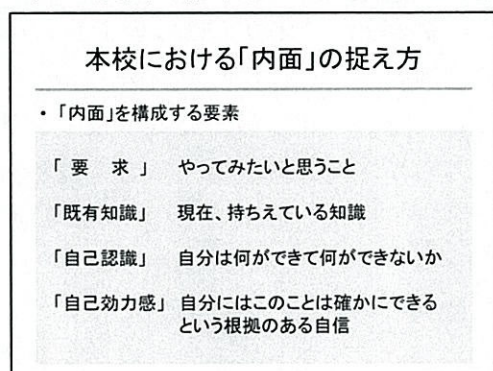 本校における「内面」の捉え方
・「内面」を構成する要素
「 要　求 」　やってみたいと思うこと
「既有知識」　現在、持ちえている知識
「自己認識」　自分は何ができて何ができないか
「自己効力感」 自分にはこのことは確かにできる
という根拠のある自信